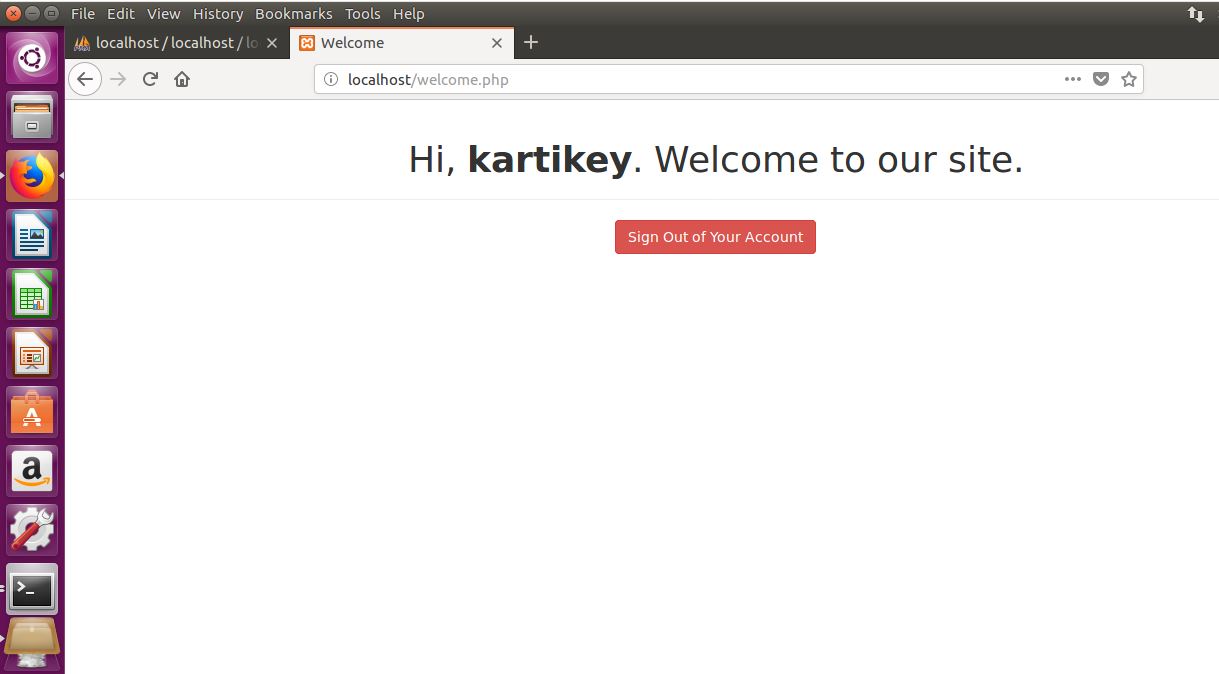 File Edit View History Bookmarks Tools Help
localhost / localhost / lo
Welcome
localhost/welcome.php
Hi, kartikey. Welcome to our site.
Sign Out of Your Account